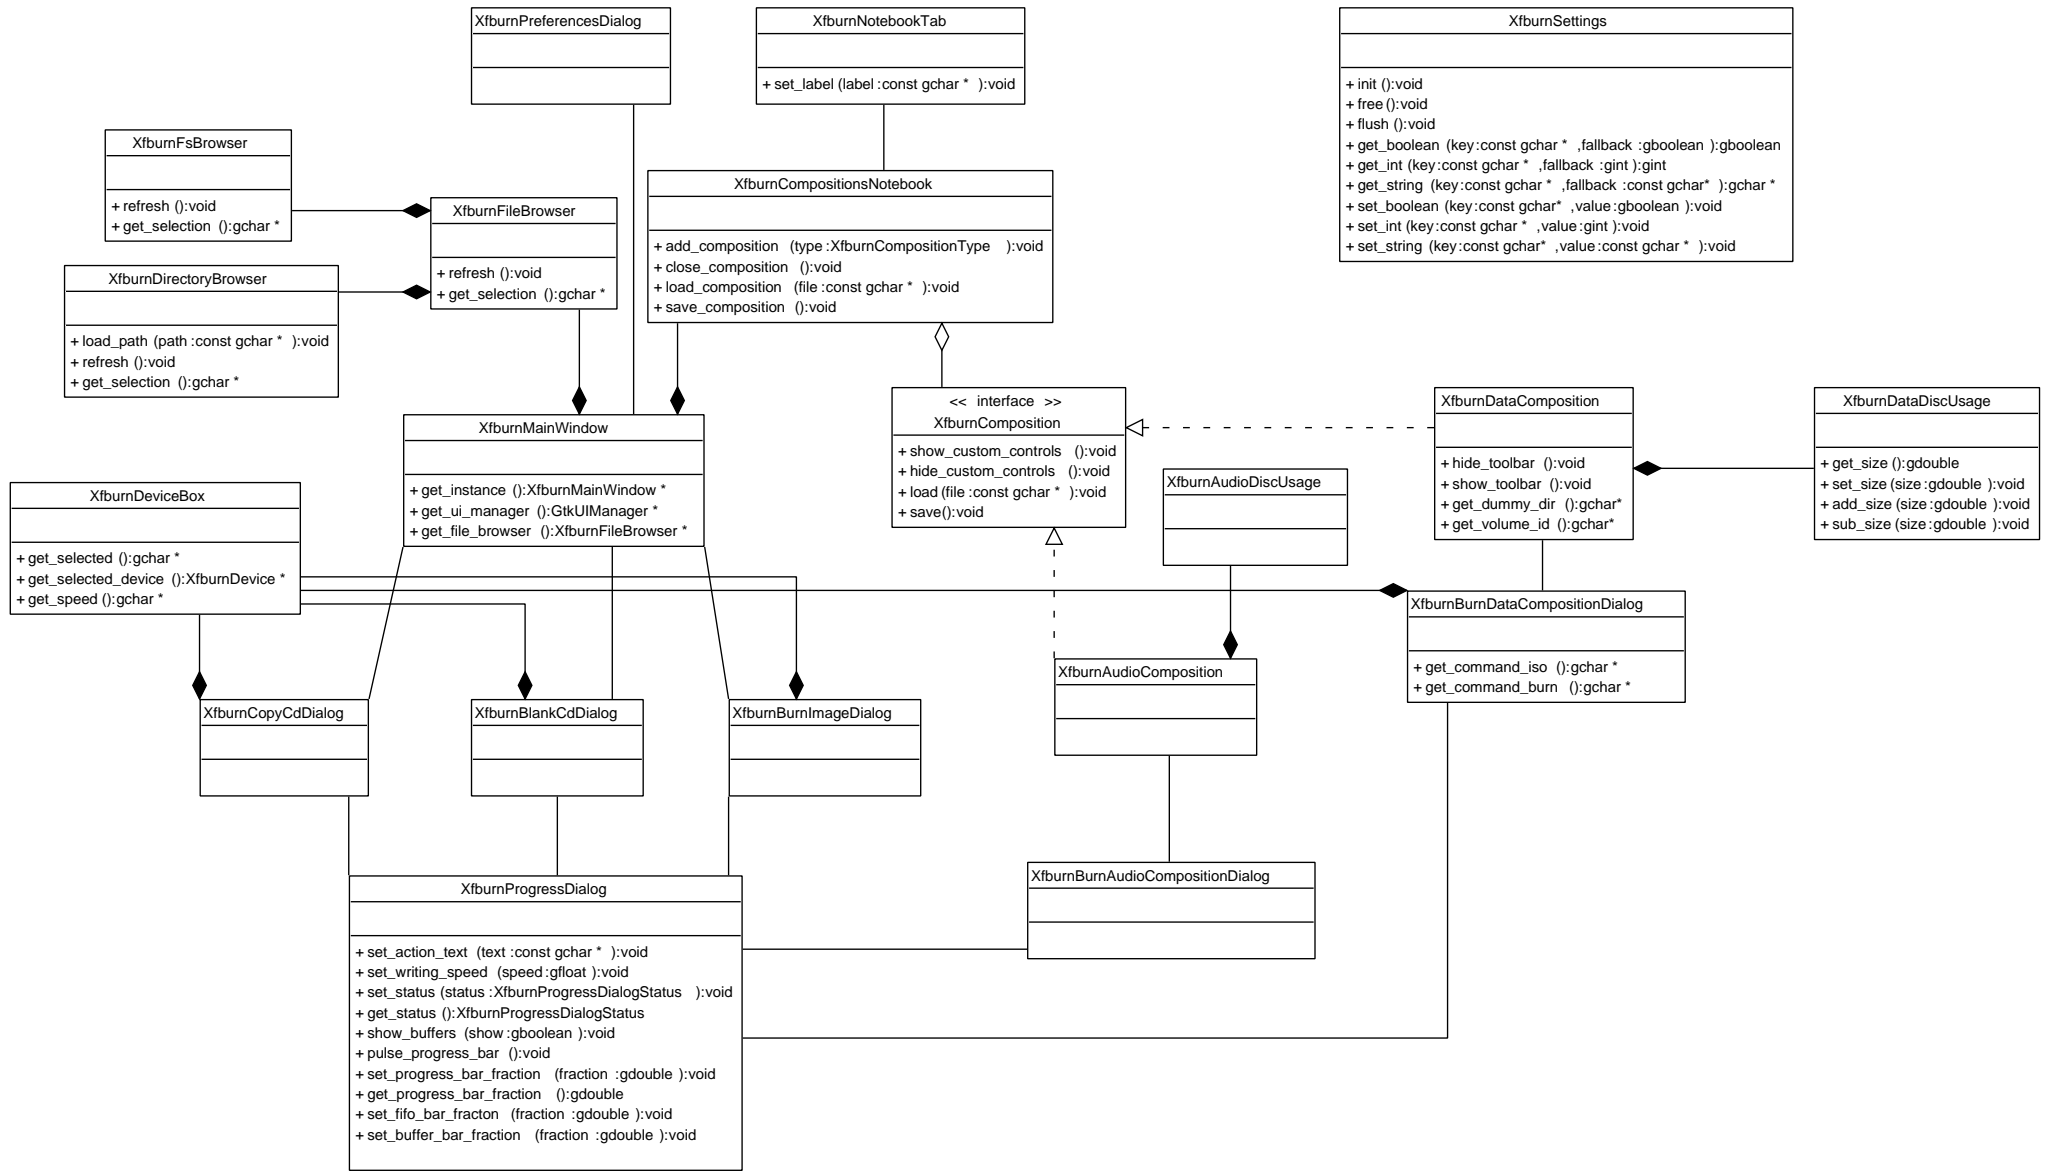 XfburnPreferencesDialog
XfburnNotebookTab
+ set_label (label :const gchar * ):void
XfburnSettings
+ init ():void
+ free ():void
+ flush ():void
+ get_boolean (key:const gchar * ,fallback :gboolean ):gboolean
+ get_int (key:const gchar * ,fallback :gint ):gint
+ get_string (key:const gchar * ,fallback :const gchar* ):gchar *
+ set_boolean (key:const gchar* ,value:gboolean ):void
+ set_int (key:const gchar * ,value:gint ):void
+ set_string (key:const gchar* ,value:const gchar * ):void
XfburnFsBrowser
+ refresh ():void
+ get_selection ():gchar *
XfburnFileBrowser
+ refresh ():void
+ get_selection ():gchar *
XfburnCompositionsNotebook
+ add_composition (type :XfburnCompositionType ):void
+ close_composition ():void
+ load_composition (file :const gchar * ):void
+ save_composition ():void
XfburnDirectoryBrowser
+ load_path (path :const gchar * ):void
+ refresh ():void
+ get_selection ():gchar *
XfburnMainWindow
+ get_instance ():XfburnMainWindow *
+ get_ui_manager ():GtkUIManager *
+ get_file_browser ():XfburnFileBrowser *
<< interface >>
XfburnComposition
+ show_custom_controls ():void
+ hide_custom_controls ():void
+ load (file :const gchar * ):void
+ save():void
XfburnDataComposition
+ hide_toolbar ():void
+ show_toolbar ():void
+ get_dummy_dir ():gchar*
+ get_volume_id ():gchar*
XfburnDataDiscUsage
+ get_size ():gdouble
+ set_size (size :gdouble ):void
+ add_size (size :gdouble ):void
+ sub_size (size :gdouble ):void
XfburnDeviceBox
+ get_selected ():gchar *
+ get_selected_device ():XfburnDevice *
+ get_speed ():gchar *
XfburnAudioDiscUsage
XfburnBurnDataCompositionDialog
+ get_command_iso ():gchar *
+ get_command_burn ():gchar *
XfburnAudioComposition
XfburnCopyCdDialog
XfburnBlankCdDialog
XfburnBurnImageDialog
XfburnProgressDialog
+ set_action_text (text :const gchar * ):void
+ set_writing_speed (speed :gfloat ):void
+ set_status (status :XfburnProgressDialogStatus ):void
+ get_status ():XfburnProgressDialogStatus
+ show_buffers (show :gboolean ):void
+ pulse_progress_bar ():void
+ set_progress_bar_fraction (fraction :gdouble ):void
+ get_progress_bar_fraction ():gdouble
+ set_fifo_bar_fracton (fraction :gdouble ):void
+ set_buffer_bar_fraction (fraction :gdouble ):void
XfburnBurnAudioCompositionDialog